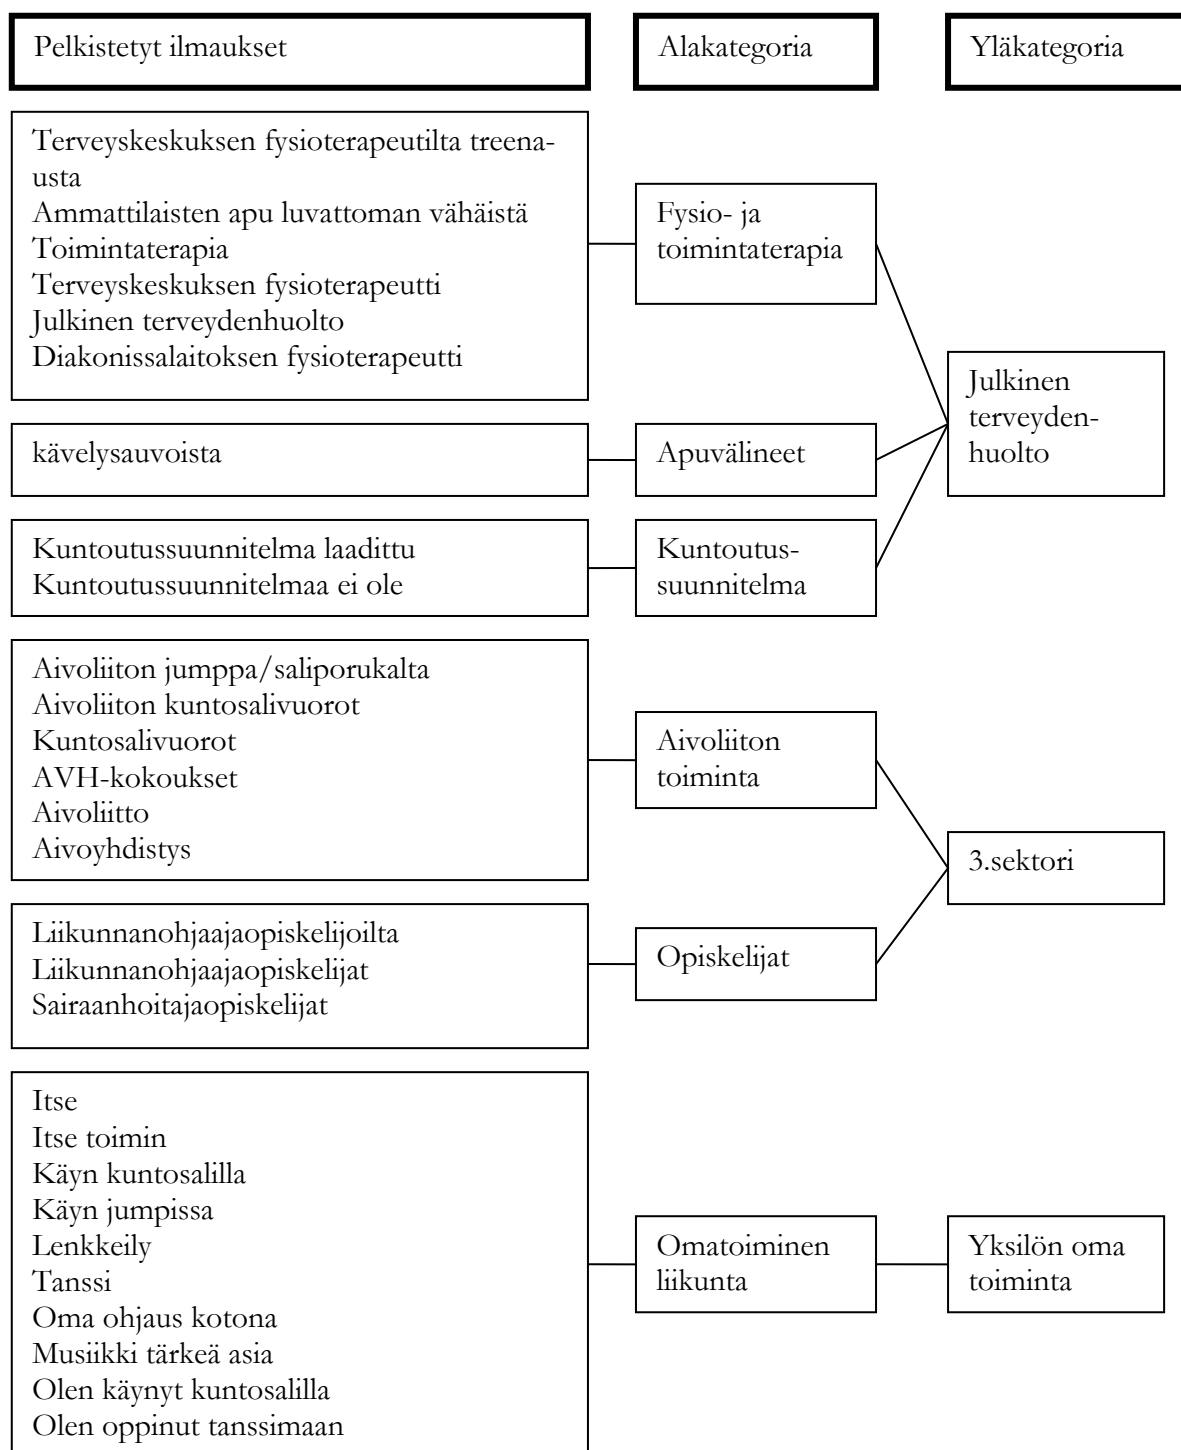 Pelkistetyt ilmaukset
Alakategoria
Yläkategoria
Terveyskeskuksen fysioterapeutilta treena-
usta
Ammattilaisten apu luvattoman vähäistä
Toimintaterapia
Terveyskeskuksen fysioterapeutti
Julkinen terveydenhuolto
Diakonissalaitoksen fysioterapeutti
Fysio- ja
toimintaterapia
kävelysauvoista
Apuvälineet
Kuntoutussuunnitelma laadittu
Kuntoutussuunnitelmaa ei ole
Kuntoutus-
suunnitelma
Julkinen
terveyden-
huolto
Aivoliiton jumppa/saliporukalta
Aivoliiton kuntosalivuorot
Kuntosalivuorot
AVH-kokoukset
Aivoliitto
Aivoyhdistys
Aivoliiton
toiminta
Liikunnanohjaajaopiskelijoilta
Liikunnanohjaajaopiskelijat
Sairaanhoitajaopiskelijat
Opiskelijat
3.sektori
Itse
Itse toimin
Käyn kuntosalilla
Käyn jumpissa
Lenkkeily
Tanssi
Oma ohjaus kotona
Musiikki tärkeä asia
Olen käynyt kuntosalilla
Olen oppinut tanssimaan
Omatoiminen
liikunta
Yksilön oma
toiminta